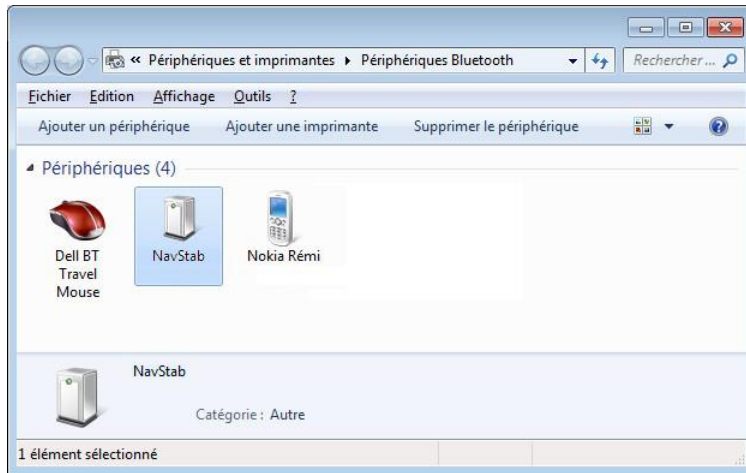 « Périphériques et imprimantes ▸ Périphériques Bluetooth Rechercher ...
Fichier Edition Affichage Outils ?
Ajouter un périphérique Ajouter une imprimante Supprimer le périphérique
Périphériques (4)
Dell BT
Travel
Mouse
NavStab
Nokia Rémi
NavStab
Catégorie : Autre
1 élément sélectionné